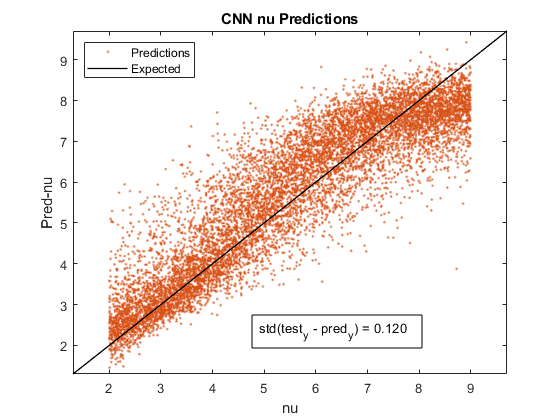 CNN nu Predictions
Predictions
Expected
9
8
7
6
5
4
3
2
Pred-nu
std(test_y - pred_y) = 0.120
2 3 4 5 6 7 8 9
nu